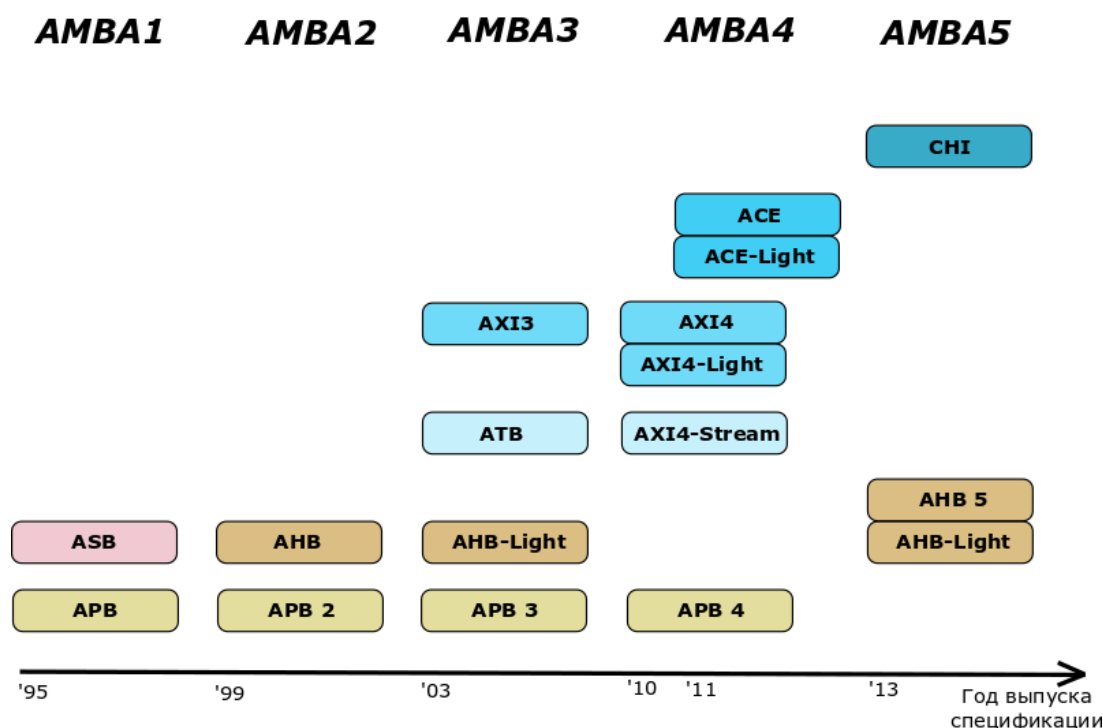 AMBA1 AMBA2 AMBA3 AMBA4 AMBA5
CHI
ACE
ACE-Light
AXI3 AXI4
AXI4-Light
ATB AXI4-Stream
AHB 5
ASB AHB AHB-Light AHB-Light
APB APB 2 APB 3 APB 4
'95 '99 '03 '10 '11 '13
Год выпуска
спецификации